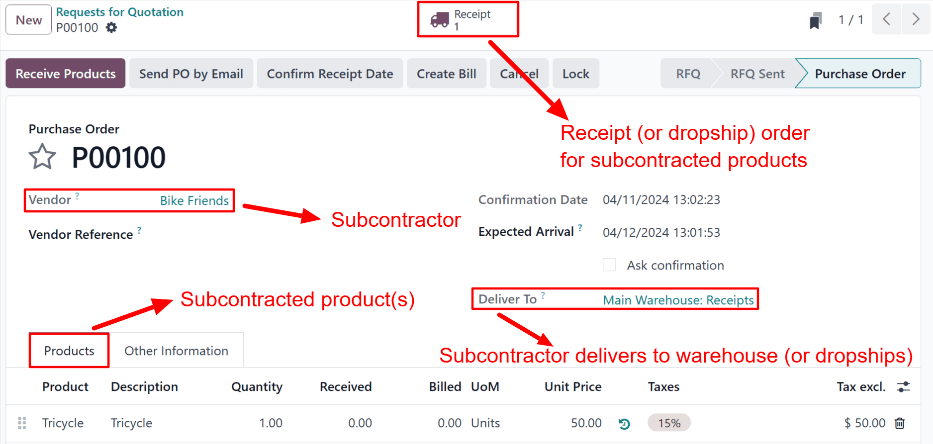 New
Requests for Quotation
P00100
Receipt
1
1 / 1
Receive Products
Send PO by Email
Confirm Receipt Date
Create Bill
Cancel
Lock
RFQ
RFQ Sent
Purchase Order
Receipt (or dropship) order
for subcontracted products
Purchase Order
P00100
Vendor ?
Bike Friends
Subcontractor
Confirmation Date
04/11/2024 13:02:23
Vendor Reference ?
Expected Arrival ?
04/12/2024 13:01:53
Ask confirmation
Subcontracted product(s)
Deliver To ?
Main Warehouse: Receipts
Products
Other Information
Subcontractor delivers to warehouse (or dropships)
Product
Description
Quantity
Received
Billed
UoM
Unit Price
Taxes
Tax excl.
Tricycle
Tricycle
1.00
0.00
0.00
Units
50.00
15%
$ 50.00